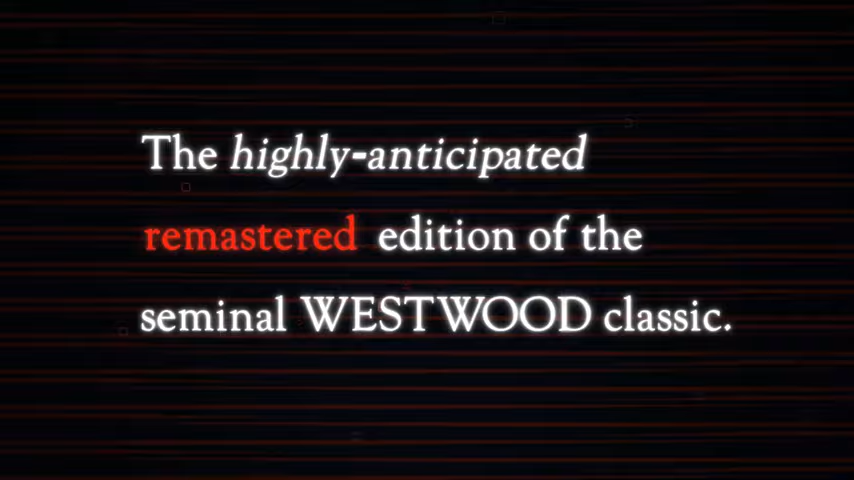 The highly-anticipated
remastered edition of the
seminal WESTWOOD classic.